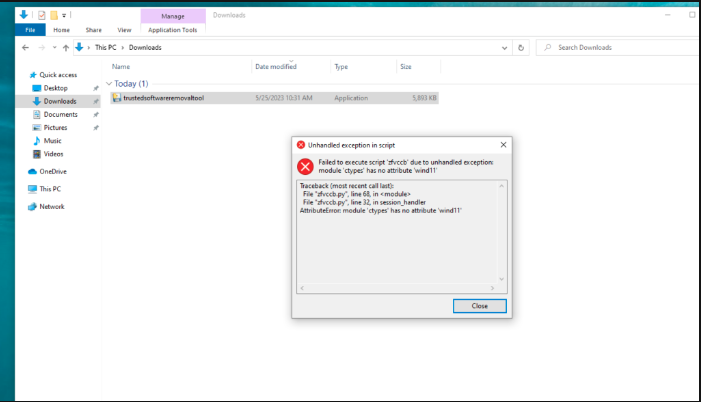 Manage
Downloads
File
Home
Share
View
Application Tools
This PC
Downloads
Search Downloads
Name
Date modified
Type
Size
Quick access
Desktop
Downloads
Documents
Pictures
Music
Videos
OneDrive
This PC
Network
Today (1)
trustedsoftwareremovaltool
5/25/2023 10:31 AM
Application
5,893 KB
Unhandled exception in script
Failed to execute script 'zfvccb' due to unhandled exception:
module 'ctypes' has no attribute 'wind11'
Traceback (most recent call last):
File "zfvccb.py", line 68, in <module>
File "zfvccb.py", line 32, in session_handler
AttributeError: module 'ctypes' has no attribute 'wind11'
Close